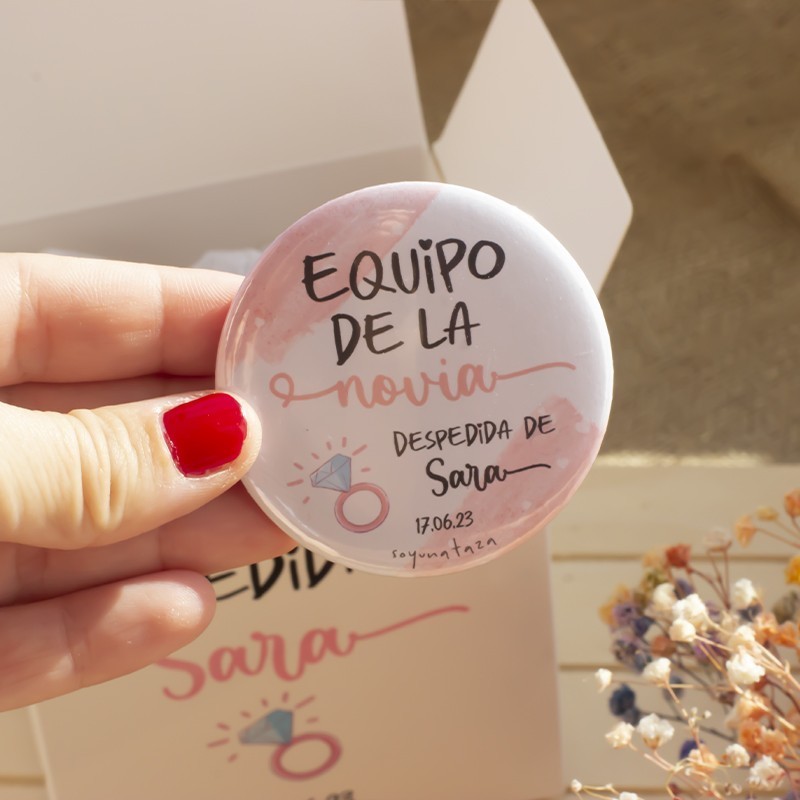 EQUIPO
DE LA
novia
DESPEDIDA DE
Sara
17.06.23
soyunataza
Sara